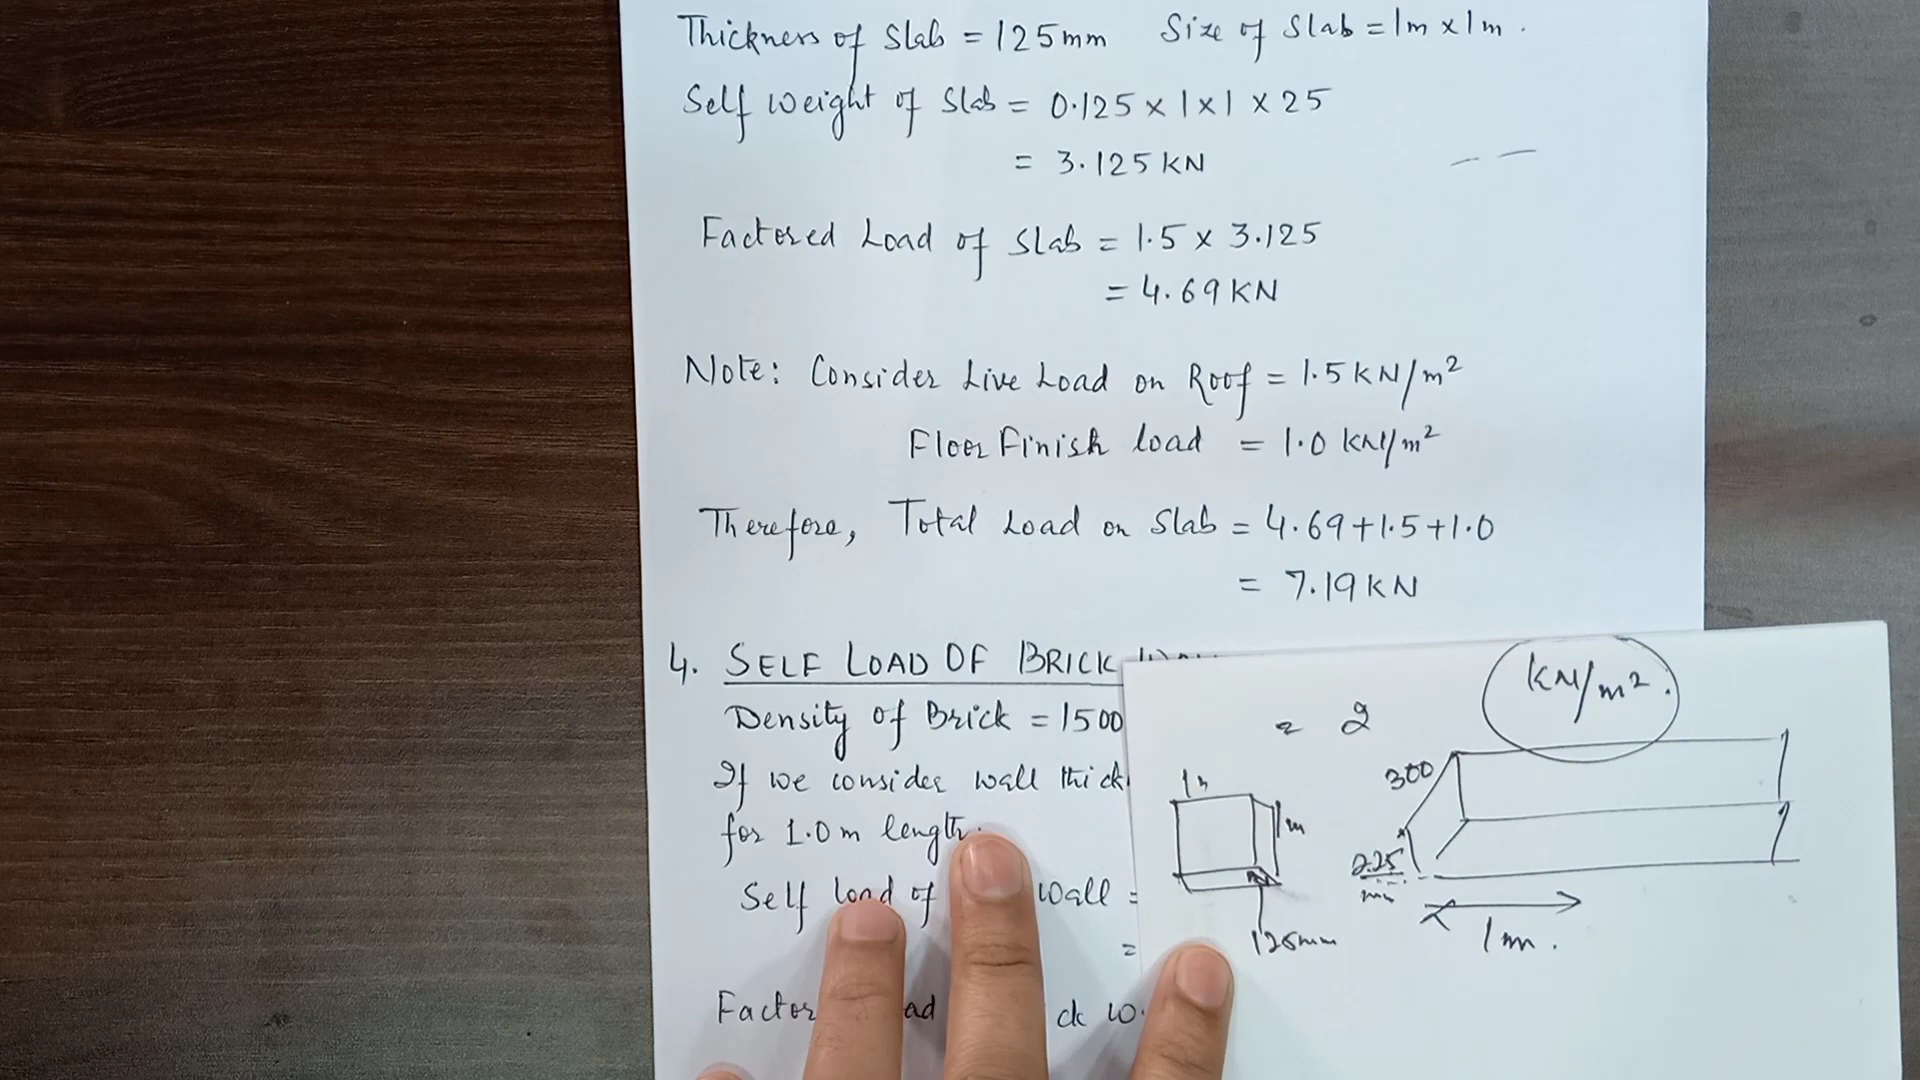 Thickness of Slab = 125mm Size of Slab = 1m x 1m.
Self weight of Slab = 0.125 x 1 x 1 x 25
= 3.125 KN
Factored Load of Slab = 1.5 x 3.125
= 4.69 KN
Note: Consider Live Load on Roof = 1.5 KN/m²
Floor Finish load = 1.0 KN/m²
Therefore, Total Load on Slab = 4.69+1.5+1.0
= 7.19 KN
4. SELF LOAD OF BRICK
Density of Brick = 1500
If we consider wall thick
for 1.0m length.
Self load of wall =
=
Factor ad ck
KN/m².
300
1m
225
mm
125mm
1m.